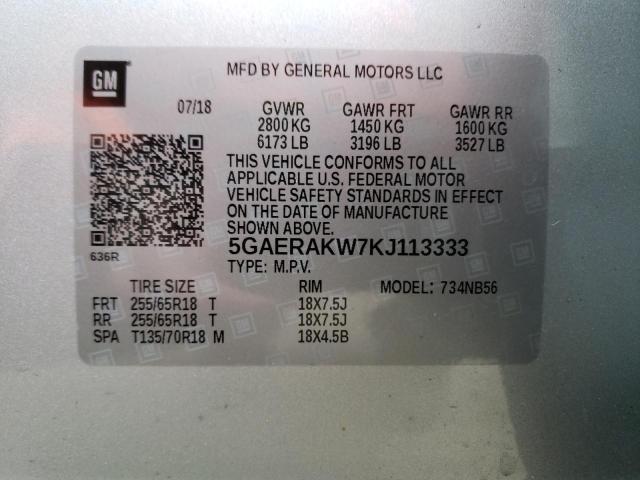 GM
MFD BY GENERAL MOTORS LLC
07/18 GVWR GAWR FRT GAWR RR
2800 KG 1450 KG 1600 KG
6173 LB 3196 LB 3527 LB
THIS VEHICLE CONFORMS TO ALL
APPLICABLE U.S. FEDERAL MOTOR
VEHICLE SAFETY STANDARDS IN EFFECT
ON THE DATE OF MANUFACTURE
SHOWN ABOVE.
5GAERAKW7KJ113333
636R
TYPE: M.P.V.
TIRE SIZE RIM MODEL: 734NB56
FRT 255/65R18 T 18X7.5J
RR 255/65R18 T 18X7.5J
SPA T135/70R18 M 18X4.5B